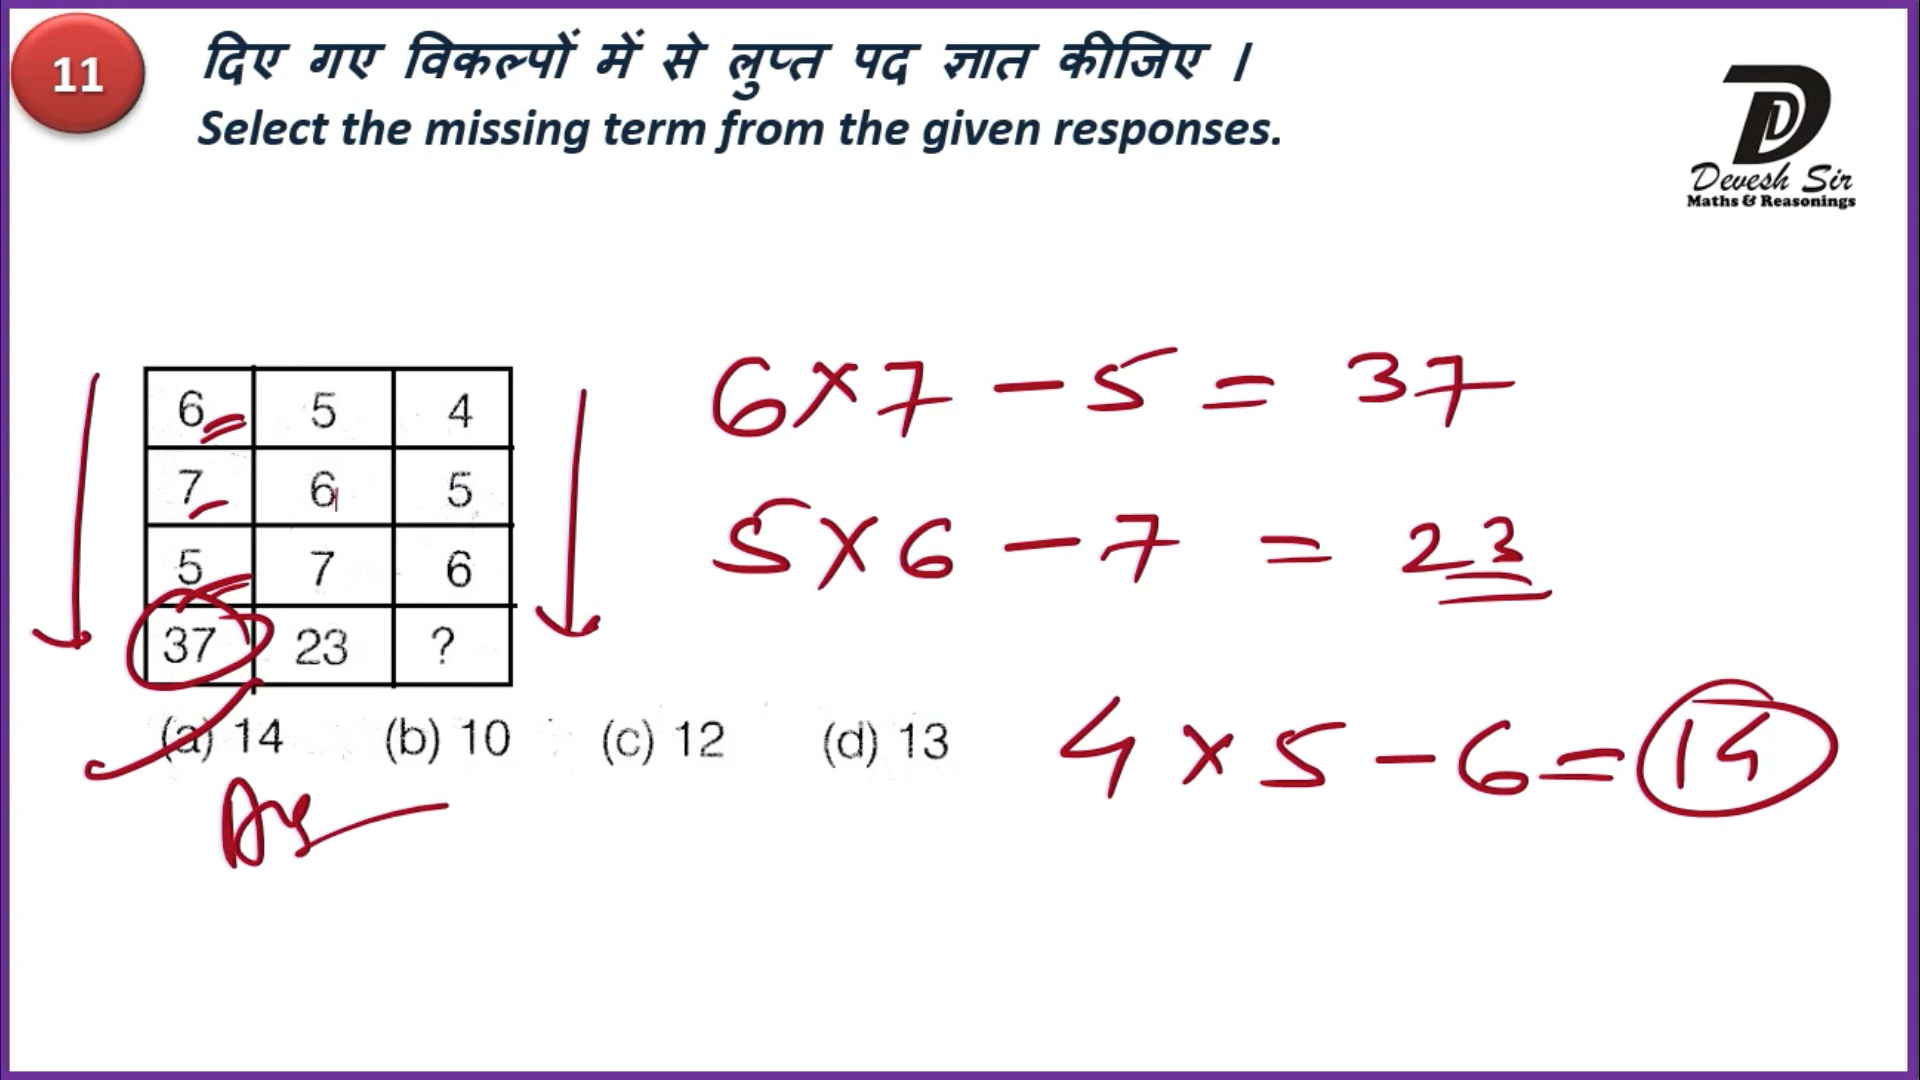 11
दिए गए विकल्पों में से लुप्त पद ज्ञात कीजिए ।
Select the missing term from the given responses.
D
Devesh Sir
Maths & Reasonings
6 5 4
7 6 5
5 7 6
37 23 ?
(a) 14 (b) 10 (c) 12 (d) 13
6×7 - 5 = 37
5×6 - 7 = 23
4×5 - 6 = 14